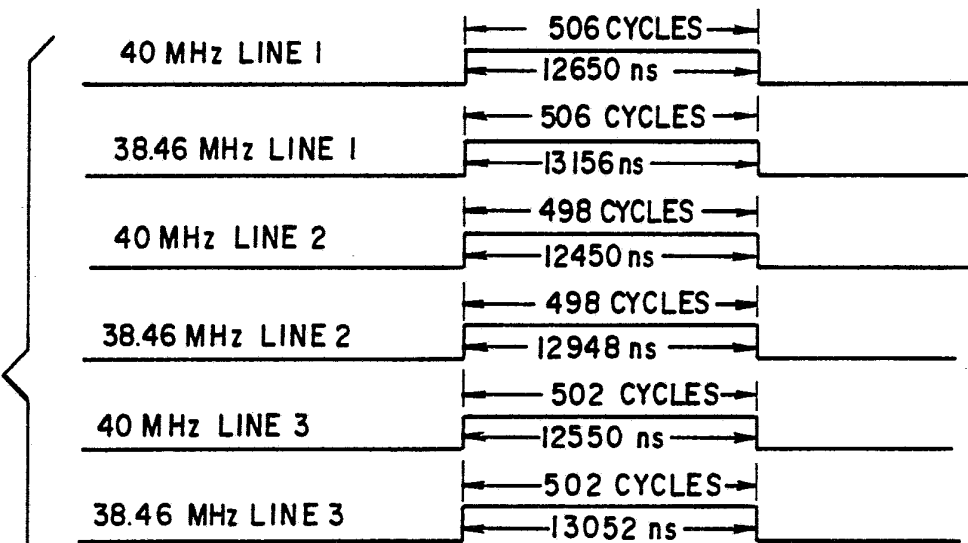 506 CYCLES
40 MHz LINE 1
12650 ns
506 CYCLES
38.46 MHz LINE 1
13156 ns
498 CYCLES
40 MHz LINE 2
12450 ns
498 CYCLES
38.46 MHz LINE 2
12948 ns
502 CYCLES
40 MHz LINE 3
12550 ns
502 CYCLES
38.46 MHz LINE 3
13052 ns